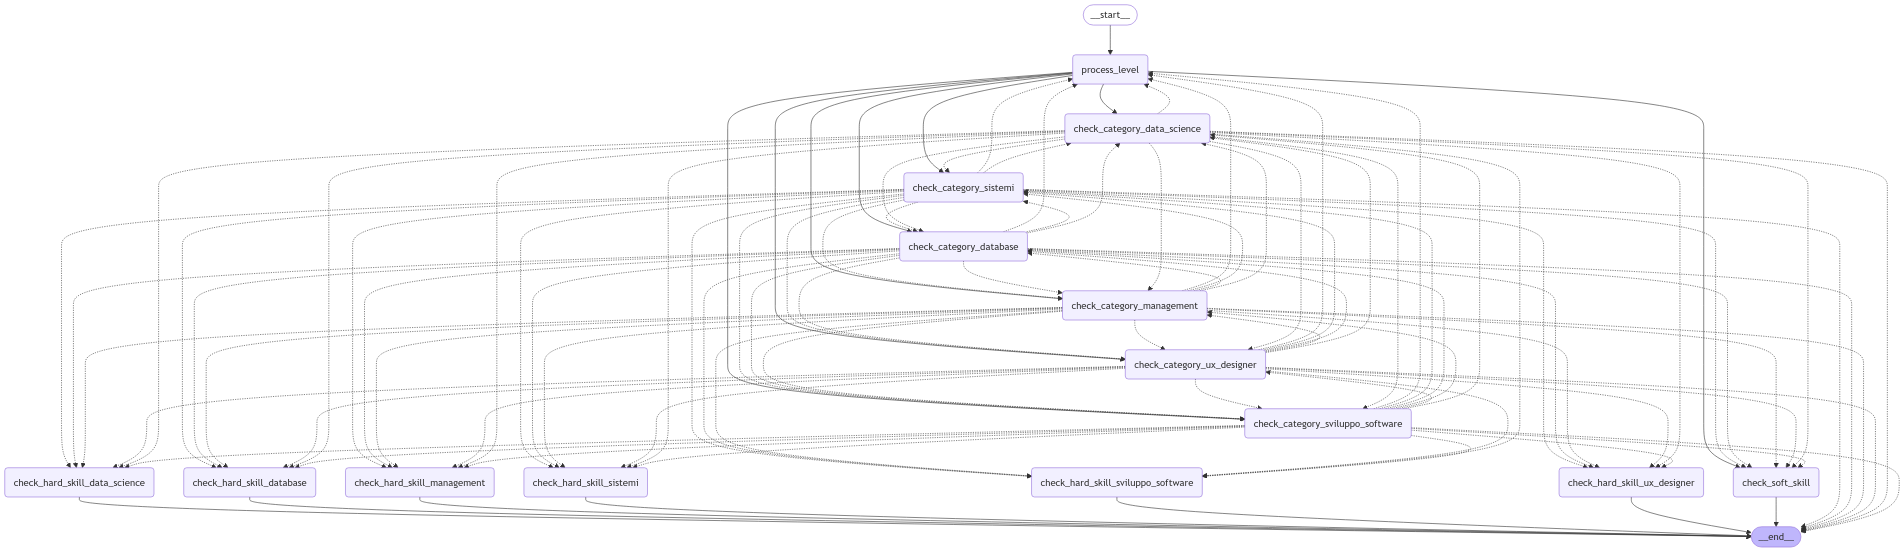 __start__
process_level
check_category_data_science
check_category_sistemi
check_category_database
check_category_management
check_category_ux_designer
check_category_sviluppo_software
check_hard_skill_data_science
check_hard_skill_database
check_hard_skill_management
check_hard_skill_sistemi
check_hard_skill_sviluppo_software
check_hard_skill_ux_designer
check_soft_skill
__end__